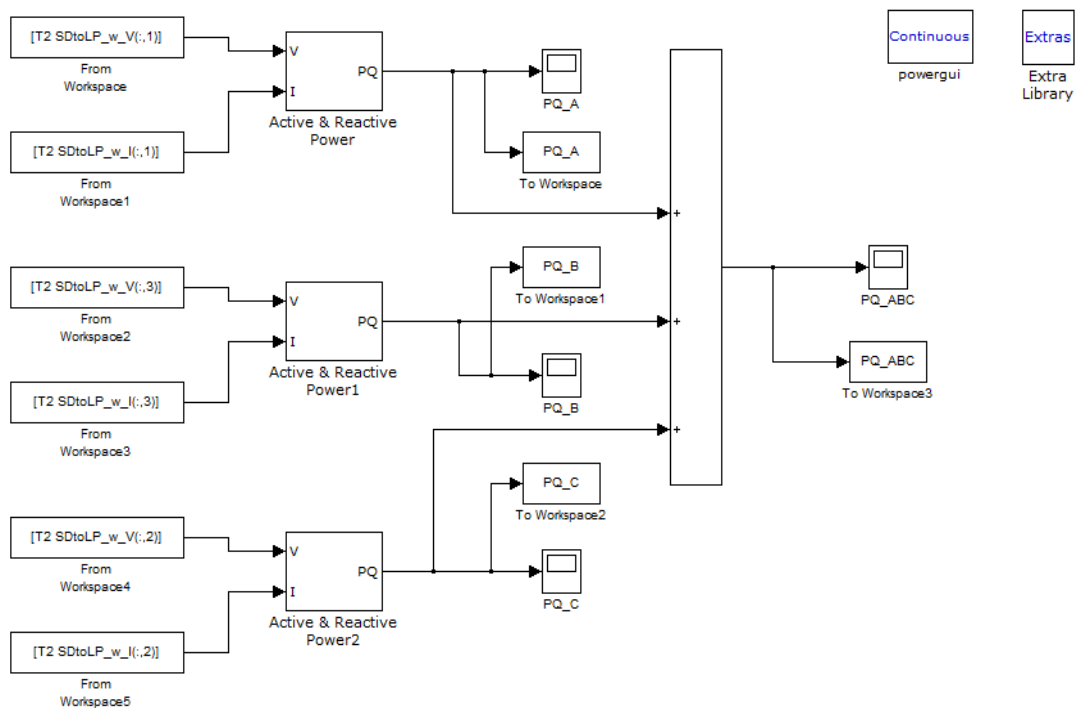 [T2 SDtoLP_w_V(:,1)]
From
Workspace
[T2 SDtoLP_w_I(:,1)]
From
Workspace1
V
I
PQ
Active & Reactive
Power
PQ_A
PQ_A
To Workspace
[T2 SDtoLP_w_V(:,3)]
From
Workspace2
[T2 SDtoLP_w_I(:,3)]
From
Workspace3
V
I
PQ
Active & Reactive
Power1
PQ_B
To Workspace1
PQ_B
[T2 SDtoLP_w_V(:,2)]
From
Workspace4
[T2 SDtoLP_w_I(:,2)]
From
Workspace5
V
I
PQ
Active & Reactive
Power2
PQ_C
To Workspace2
PQ_C
+
+
+
PQ_ABC
PQ_ABC
To Workspace3
Continuous
powergui
Extras
Extra
Library